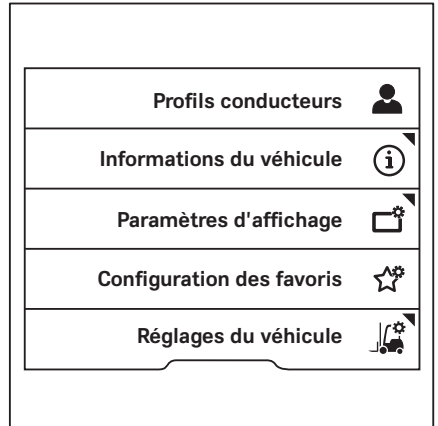 Profils conducteurs
Informations du véhicule
Paramètres d'affichage
Configuration des favoris
Réglages du véhicule